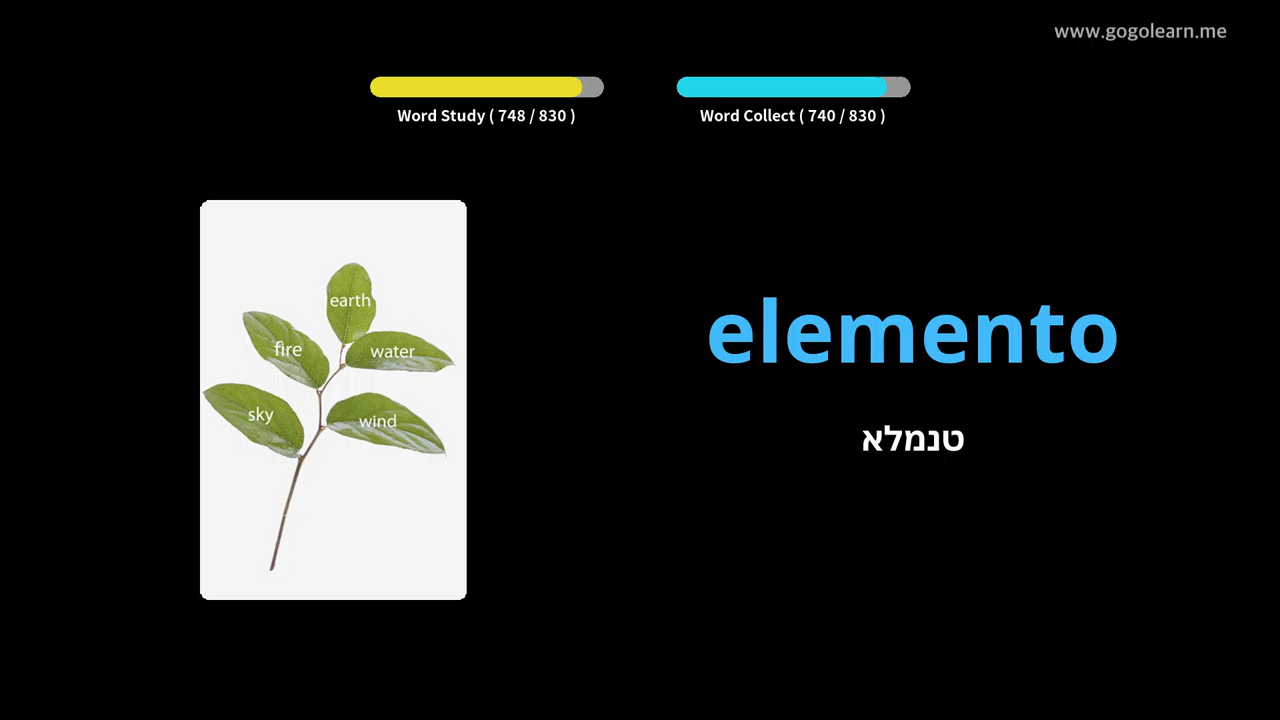 www.gogolearn.me
Word Study ( 748 / 830 )
Word Collect ( 740 / 830 )
earth
fire
water
sky
wind
elemento
טנמלא